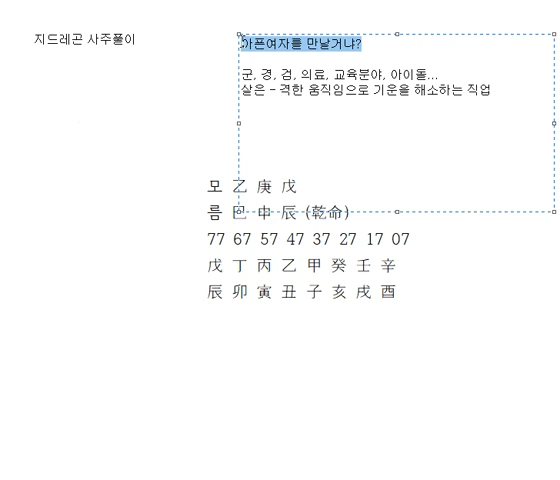 지드레곤 사주풀이
아픈여자를 만날거냐?
군, 경, 검, 의료, 교육분야, 아이돌...
살은 - 격한 움직임으로 기운을 해소하는 직업
모 乙 庚 戊
름 巳 申 辰 (乾命)
77 67 57 47 37 27 17 07
戊 丁 丙 乙 甲 癸 壬 辛
辰 卯 寅 丑 子 亥 戌 酉